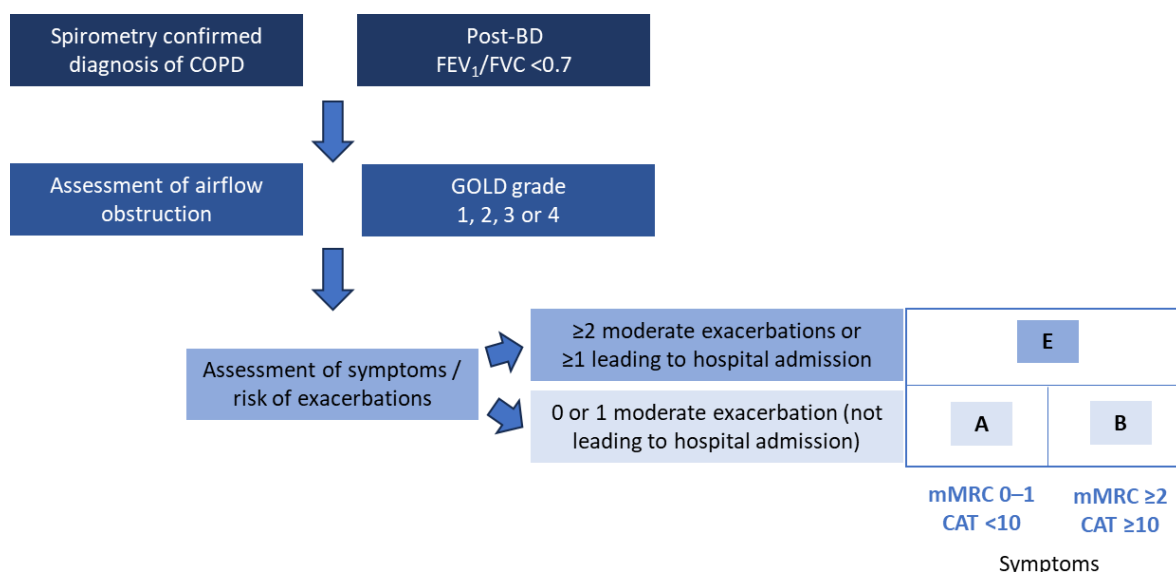 Spirometry confirmed
diagnosis of COPD
Post-BD
FEV₁/FVC <0.7
Assessment of airflow
obstruction
GOLD grade
1, 2, 3 or 4
Assessment of symptoms /
risk of exacerbations
≥2 moderate exacerbations or
≥1 leading to hospital admission
E
0 or 1 moderate exacerbation (not
leading to hospital admission)
A
B
mMRC 0–1
CAT <10
mMRC ≥2
CAT ≥10
Symptoms